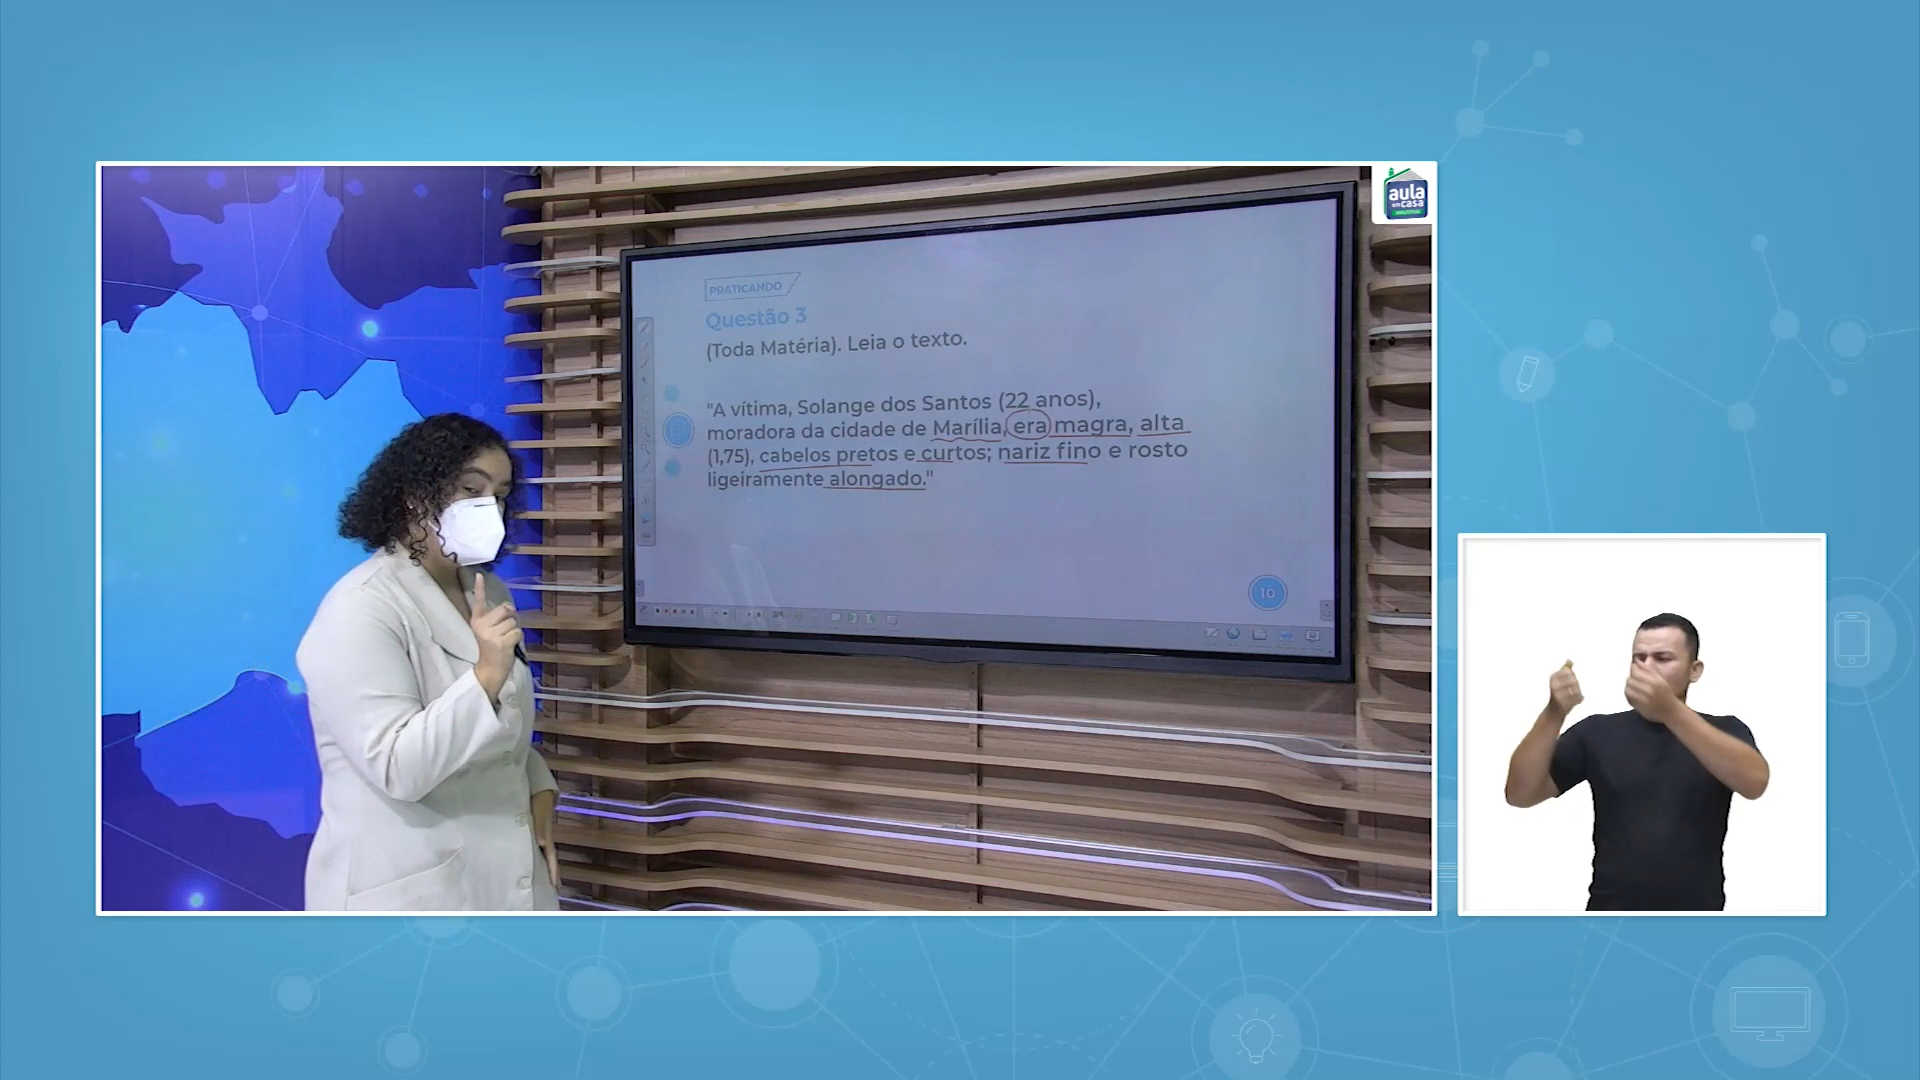 aula
em
casa
PRATICANDO
Questão 3
(Toda Matéria). Leia o texto.
"A vítima, Solange dos Santos (22 anos),
moradora da cidade de Marília, era magra, alta
(1,75), cabelos pretos e curtos; nariz fino e rosto
ligeiramente alongado."
10